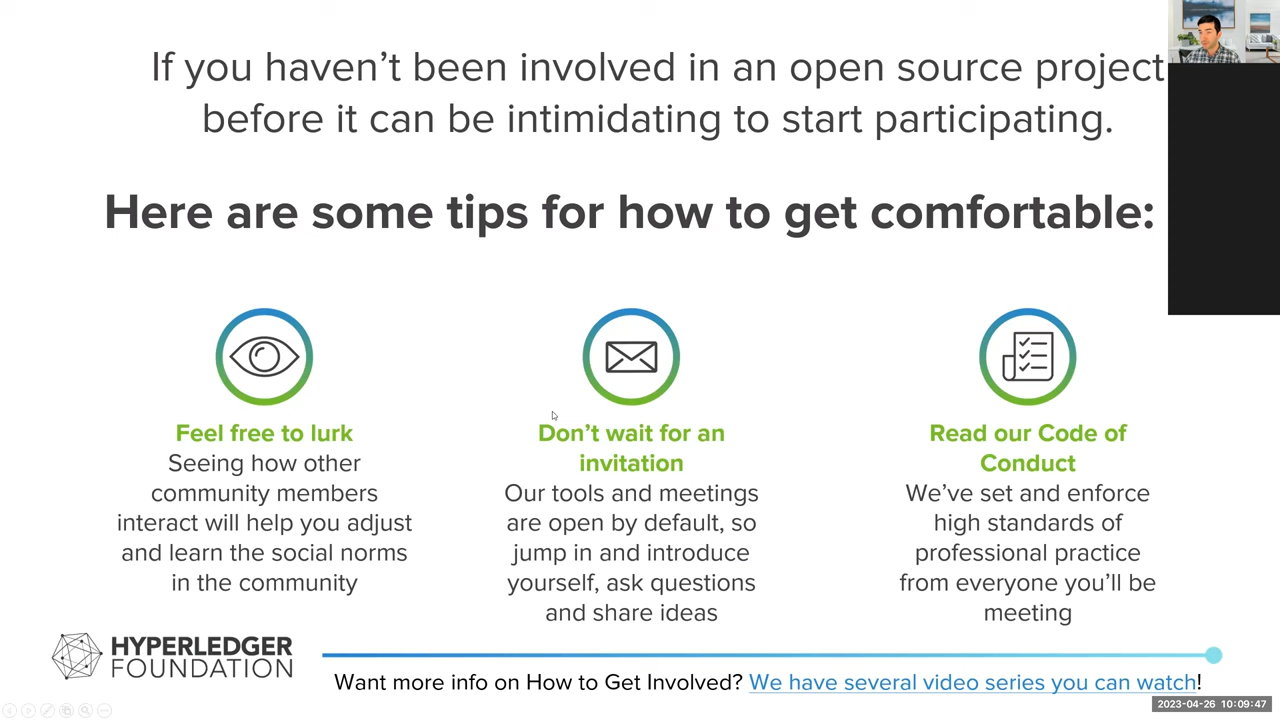 If you haven't been involved in an open source project
before it can be intimidating to start participating.
Here are some tips for how to get comfortable:
Feel free to lurk
Seeing how other
community members
interact will help you adjust
and learn the social norms
in the community
Don't wait for an
invitation
Our tools and meetings
are open by default, so
jump in and introduce
yourself, ask questions
and share ideas
Read our Code of
Conduct
We've set and enforce
high standards of
professional practice
from everyone you'll be
meeting
HYPERLEDGER
FOUNDATION
Want more info on How to Get Involved? We have several video series you can watch!
2023-04-26 10:09:47